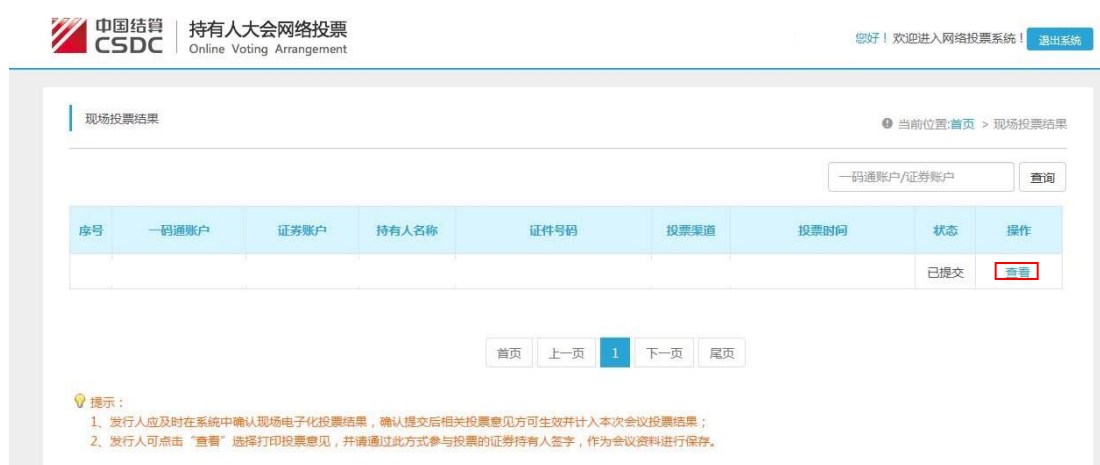 中国结算 持有人大会网络投票
CSDC Online Voting Arrangement
您好！欢迎进入网络投票系统！ 退出系统
现场投票结果
当前位置:首页 > 现场投票结果
一码通账户/证券账户 查询
序号 一码通账户 证券账户 持有人名称 证件号码 投票渠道 投票时间 状态 操作
已提交 查看
首页 上一页 1 下一页 尾页
提示：
1、发行人应及时在系统中确认现场电子化投票结果，确认提交后相关投票意见方可生效并计入本次会议投票结果；
2、发行人可点击“查看”选择打印投票意见，并请通过此方式参与投票的证券持有人签字，作为会议资料进行保存。